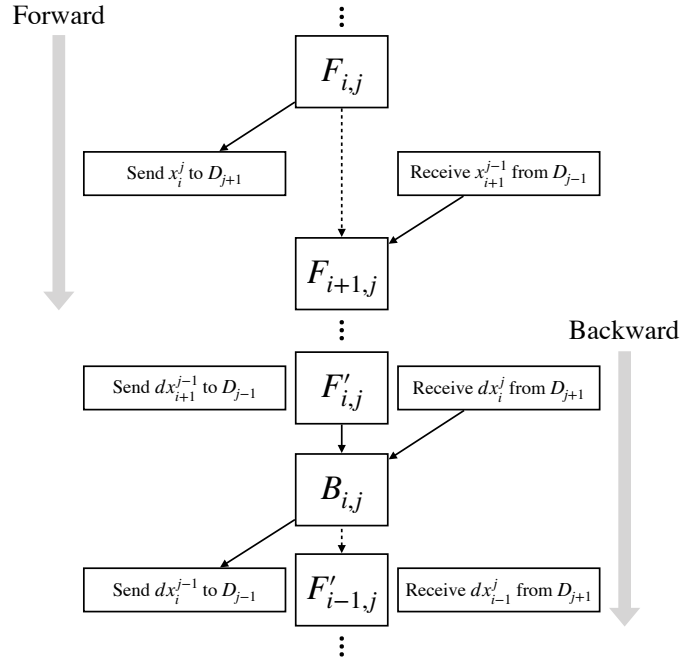 Forward
⋮
F_{i,j}
Send x_i^j to D_{j+1}
Receive x_{i+1}^{j-1} from D_{j-1}
F_{i+1,j}
⋮
Backward
Send dx_{i+1}^{j-1} to D_{j-1}
F'_{i,j}
Receive dx_i^j from D_{j+1}
B_{i,j}
Send dx_i^{j-1} to D_{j-1}
F'_{i-1,j}
Receive dx_{i-1}^j from D_{j+1}
⋮